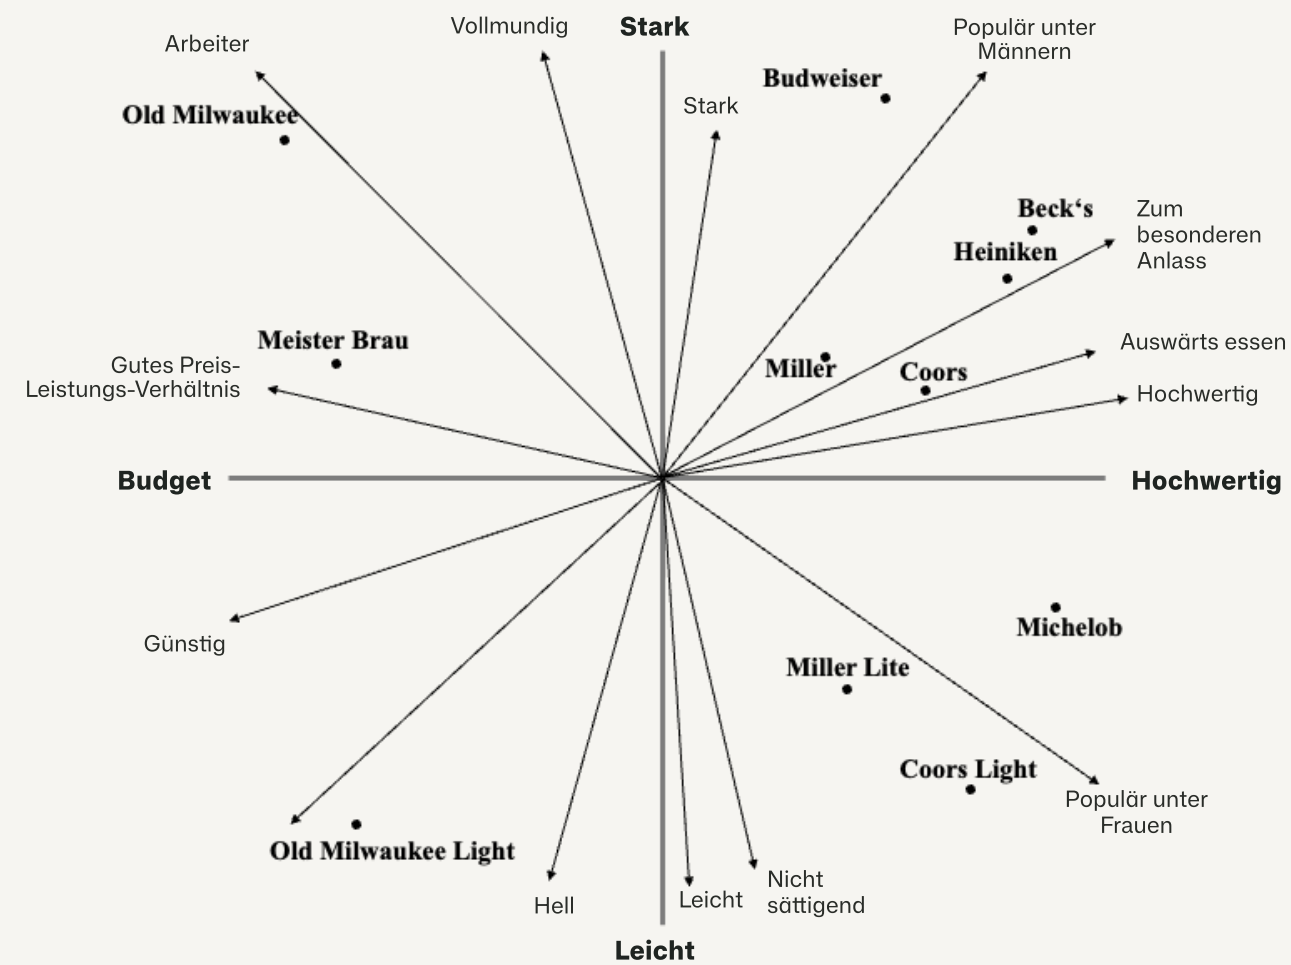 Vollmundig
Stark
Populär unter
Männern
Arbeiter
Budweiser
Stark
Old Milwaukee
Beck‘s
Zum
besonderen
Anlass
Heiniken
Meister Brau
Auswärts essen
Gutes Preis-
Leistungs-Verhältnis
Miller
Coors
Hochwertig
Budget
Hochwertig
Günstig
Michelob
Miller Lite
Coors Light
Populär unter
Frauen
Old Milwaukee Light
Hell
Leicht
Nicht
sättigend
Leicht